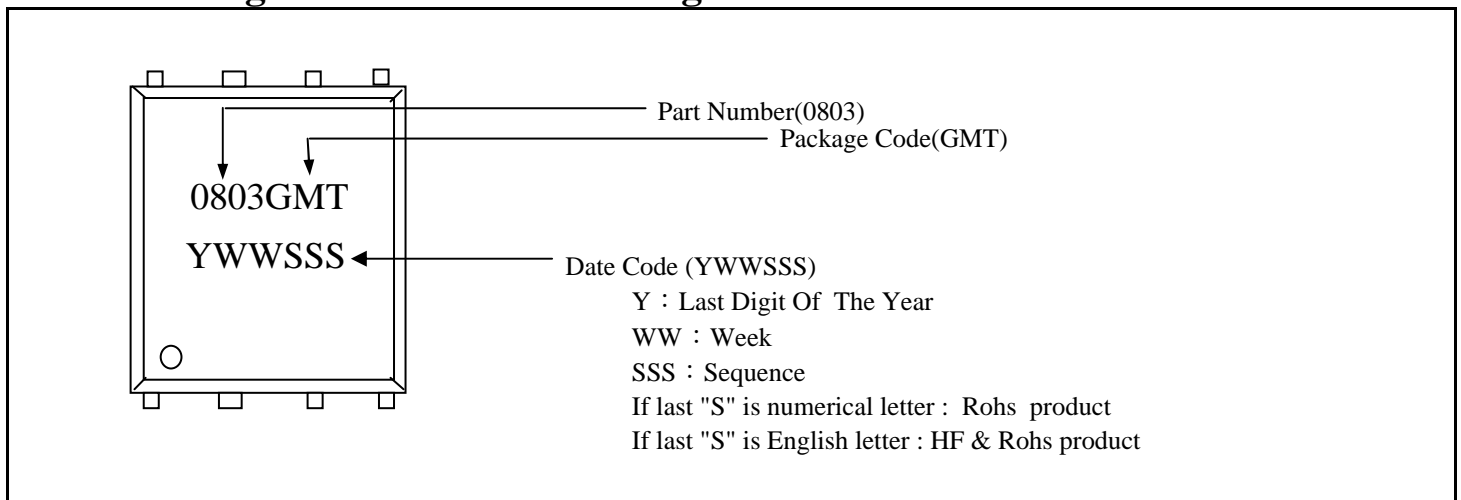 Part Number(0803)
Package Code(GMT)
0803GMT
YWWSSS
Date Code (YWWSSS)
Y：Last Digit Of The Year
WW：Week
SSS：Sequence
If last "S" is numerical letter : Rohs product
If last "S" is English letter : HF & Rohs product